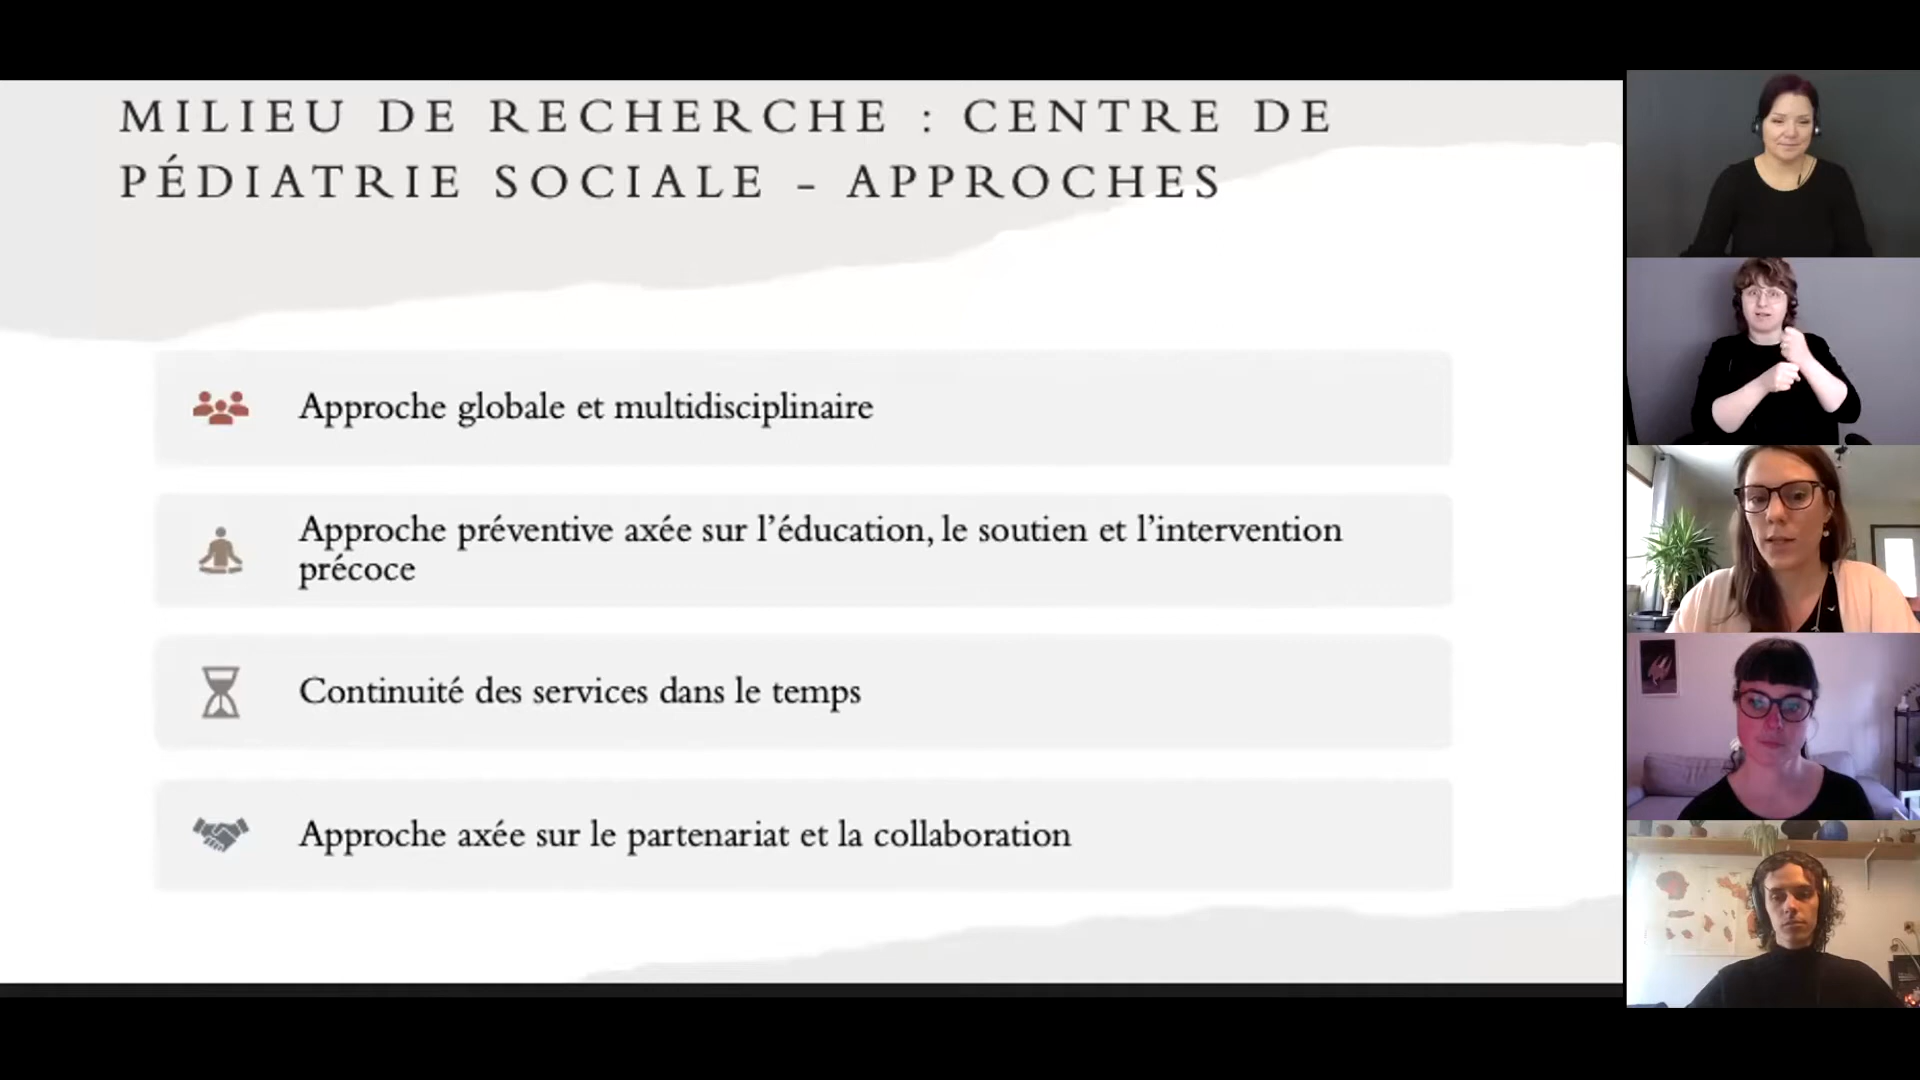 MILIEU DE RECHERCHE : CENTRE DE
PÉDIATRIE SOCIALE – APPROCHES
Approche globale et multidisciplinaire
Approche préventive axée sur l'éducation, le soutien et l'intervention
précoce
Continuité des services dans le temps
Approche axée sur le partenariat et la collaboration